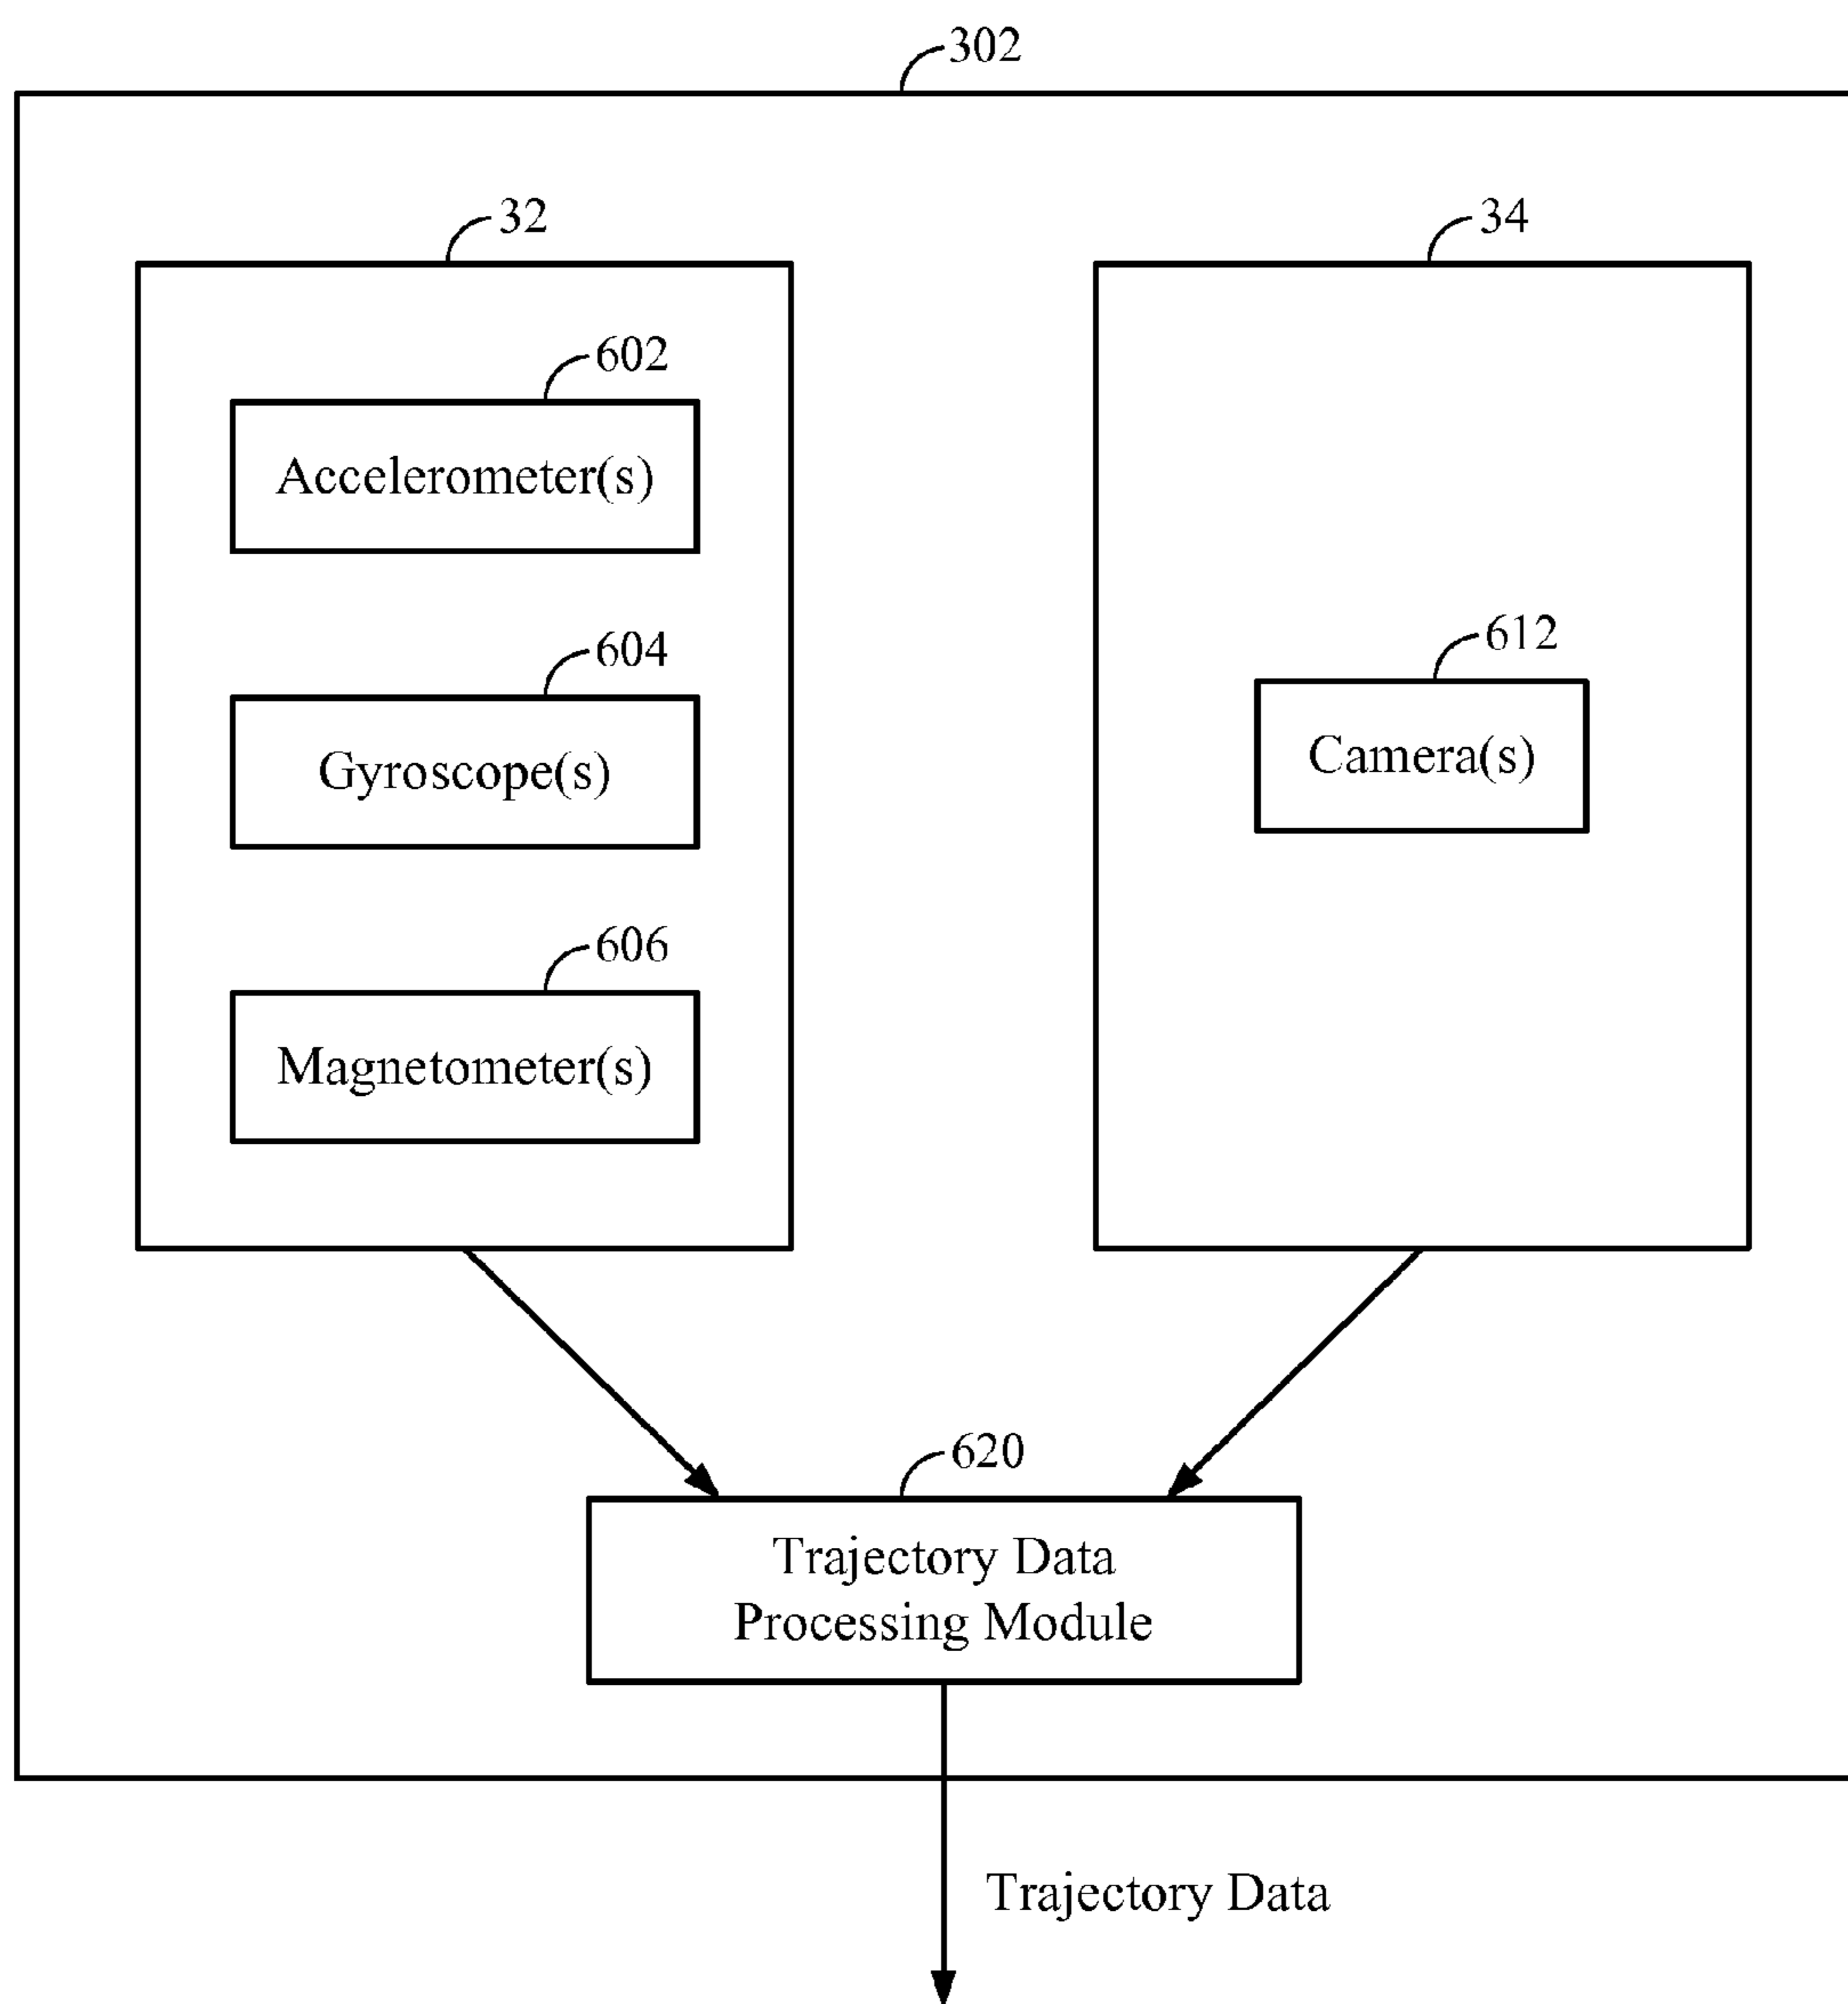 302
32
34
602
Accelerometer(s)
604
Gyroscope(s)
612
Camera(s)
606
Magnetometer(s)
620
Trajectory Data
Processing Module
Trajectory Data